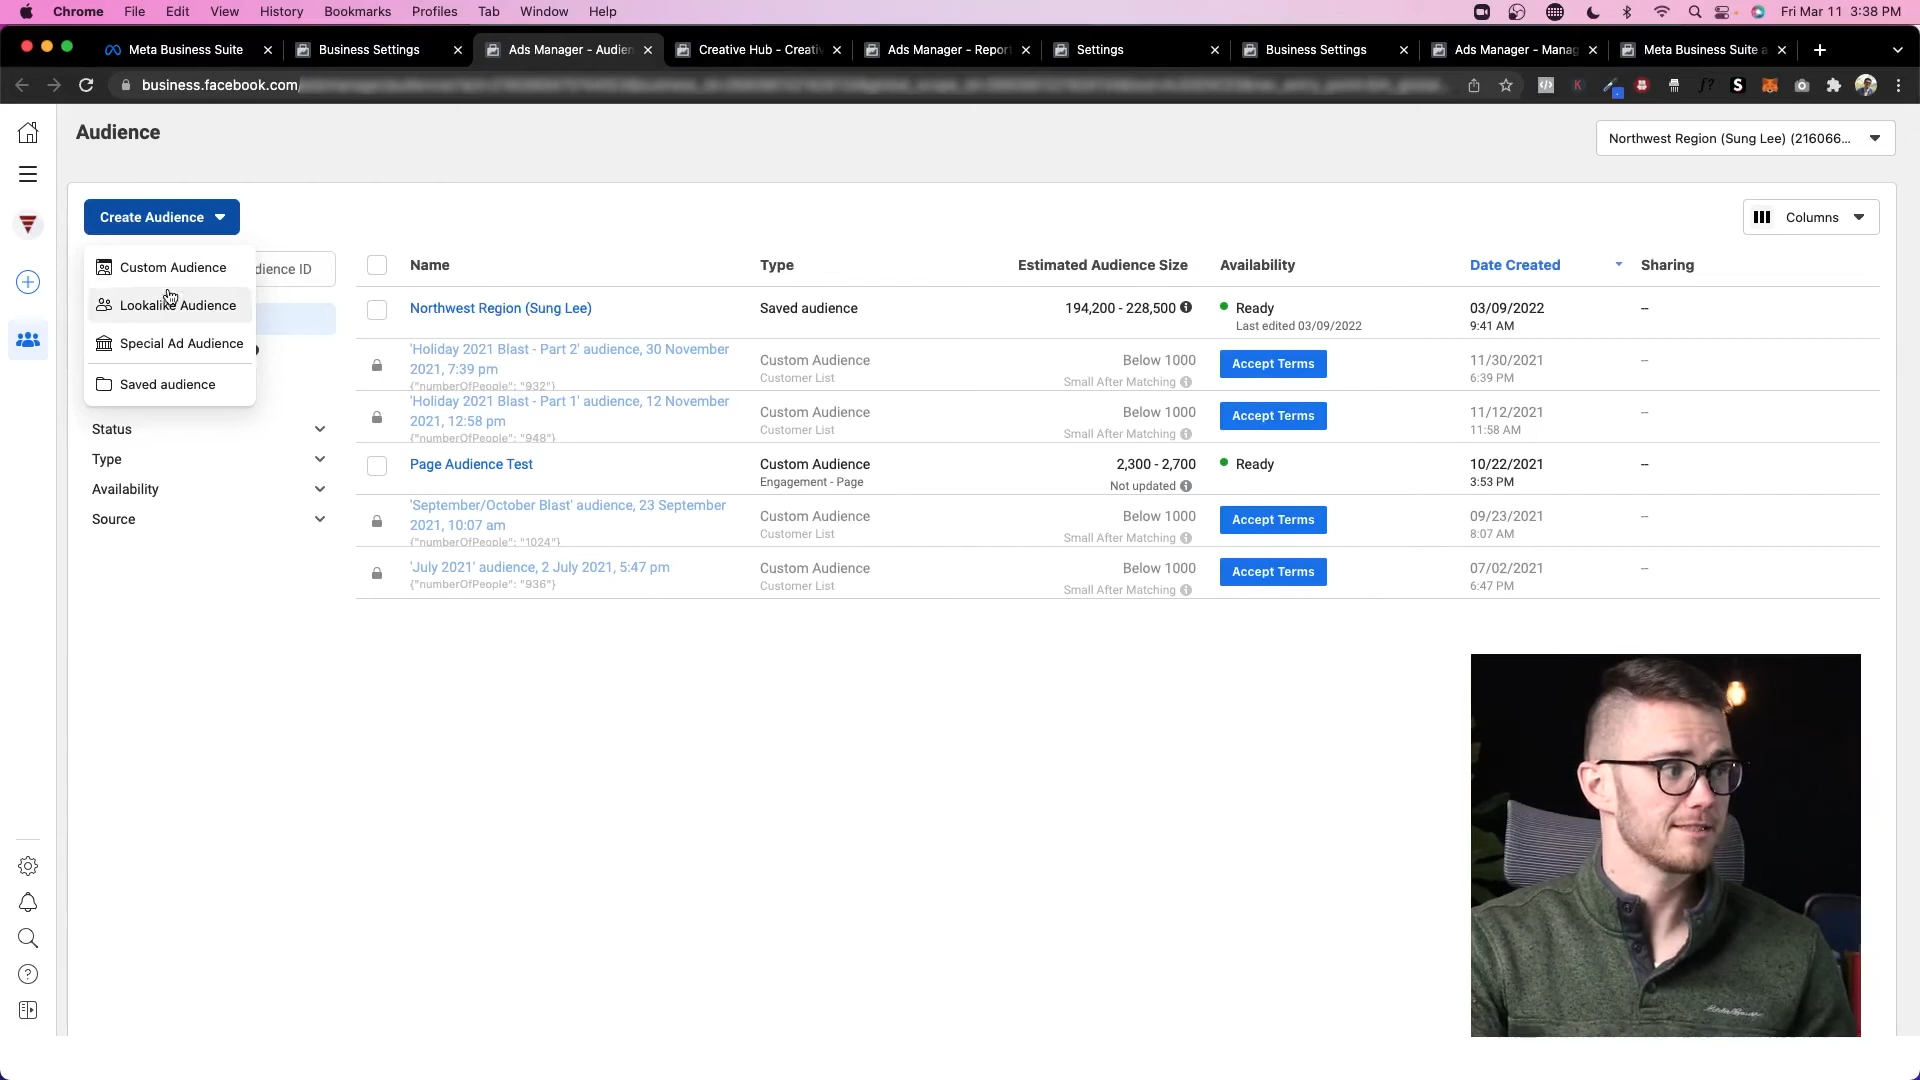 Chrome File Edit View History Bookmarks Profiles Tab Window Help Fri Mar 11 3:38 PM
Meta Business Suite Business Settings Ads Manager - Audien Creative Hub - Creativ Ads Manager - Report Settings Business Settings Ads Manager - Manag Meta Business Suite a
business.facebook.com
Audience
Northwest Region (Sung Lee) (216066...
Create Audience
Columns
Custom Audience
Lookalike Audience
Special Ad Audience
Saved audience
dience ID
Status
Type
Availability
Source
Name Type Estimated Audience Size Availability Date Created Sharing
Northwest Region (Sung Lee) Saved audience 194,200 - 228,500 Ready 03/09/2022 --
Last edited 03/09/2022 9:41 AM
'Holiday 2021 Blast - Part 2' audience, 30 November
2021, 7:39 pm Custom Audience Below 1000 Accept Terms 11/30/2021 --
{"numberOfPeople": "932"} Customer List Small After Matching 6:39 PM
'Holiday 2021 Blast - Part 1' audience, 12 November
2021, 12:58 pm Custom Audience Below 1000 Accept Terms 11/12/2021 --
{"numberOfPeople": "948"} Customer List Small After Matching 11:58 AM
Page Audience Test Custom Audience 2,300 - 2,700 Ready 10/22/2021 --
Engagement - Page Not updated 3:53 PM
'September/October Blast' audience, 23 September
2021, 10:07 am Custom Audience Below 1000 Accept Terms 09/23/2021 --
{"numberOfPeople": "1024"} Customer List Small After Matching 8:07 AM
'July 2021' audience, 2 July 2021, 5:47 pm Custom Audience Below 1000 Accept Terms 07/02/2021 --
{"numberOfPeople": "936"} Customer List Small After Matching 6:47 PM